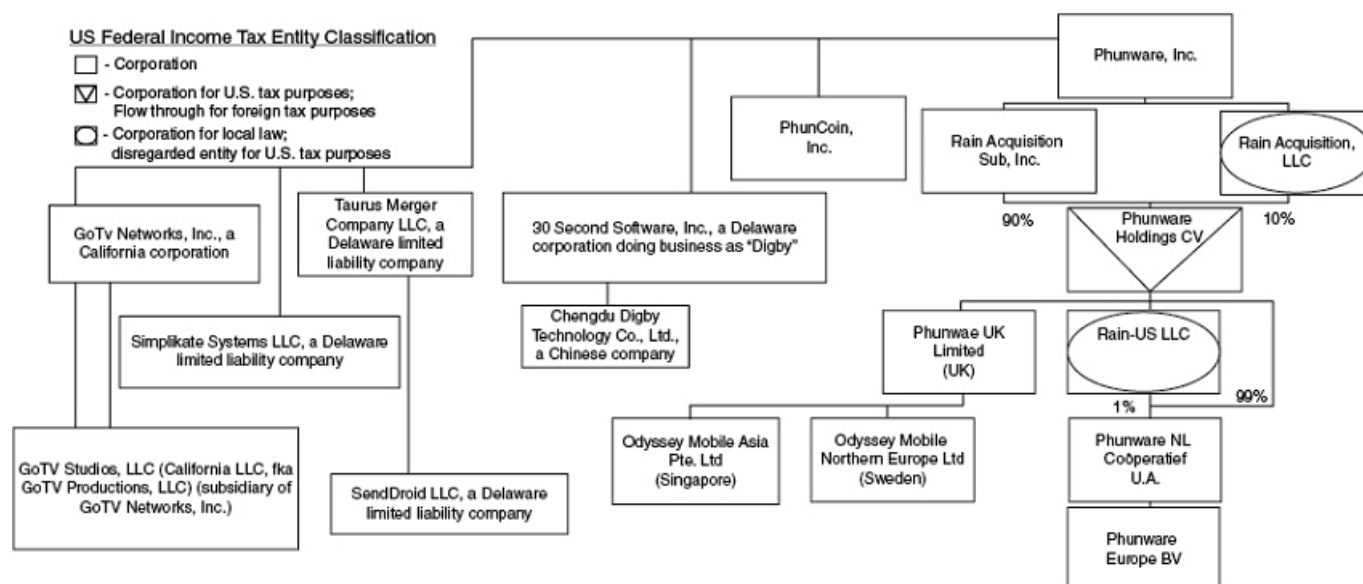 US Federal Income Tax Entity Classification
- Corporation
- Corporation for U.S. tax purposes;
Flow through for foreign tax purposes
- Corporation for local law;
disregarded entity for U.S. tax purposes
Phunware, Inc.
PhunCoin,
Inc.
Rain Acquisition
Sub, Inc.
Rain Acquisition,
LLC
GoTv Networks, Inc., a
California corporation
Taurus Merger
Company LLC, a
Delaware limited
liability company
30 Second Software, Inc., a Delaware
corporation doing business as “Digby”
90%
Phunware
Holdings CV
10%
Simplikate Systems LLC, a Delaware
limited liability company
Chengdu Digby
Technology Co., Ltd.,
a Chinese company
Phunwae UK
Limited
(UK)
Rain-US LLC
1%
99%
GoTV Studios, LLC (California LLC, fka
GoTV Productions, LLC) (subsidiary of
GoTV Networks, Inc.)
SendDroid LLC, a Delaware
limited liability company
Odyssey Mobile Asia
Pte. Ltd
(Singapore)
Odyssey Mobile
Northern Europe Ltd
(Sweden)
Phunware NL
Coöperatief
U.A.
Phunware
Europe BV